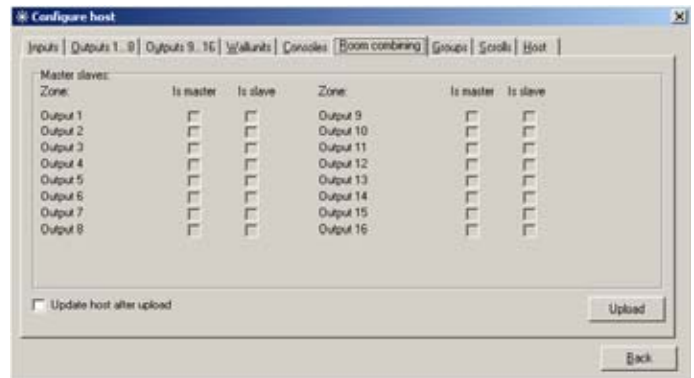 Configure host
Inputs Outputs 1..8 Outputs 9..16 Wallunits Consoles Room combining Groups Scrolls Host
Master slaves:
Zone: Is master Is slave Zone: Is master Is slave
Output 1 Output 9
Output 2 Output 10
Output 3 Output 11
Output 4 Output 12
Output 5 Output 13
Output 6 Output 14
Output 7 Output 15
Output 8 Output 16
Update host after upload
Upload
Back